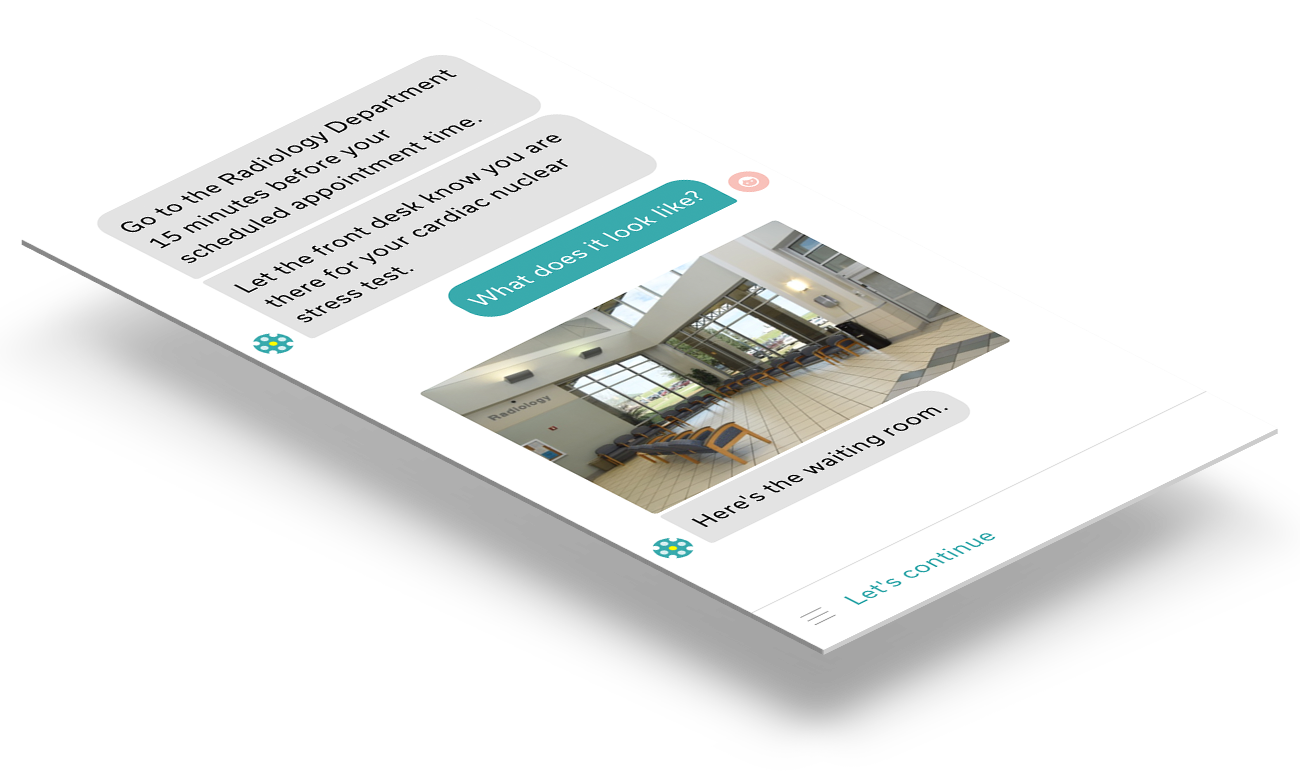 Go to the Radiology Department
15 minutes before your
scheduled appointment time.
Let the front desk know you are
there for your cardiac nuclear
stress test.
What does it look like?
Radiology
Here's the waiting room.
Let's continue